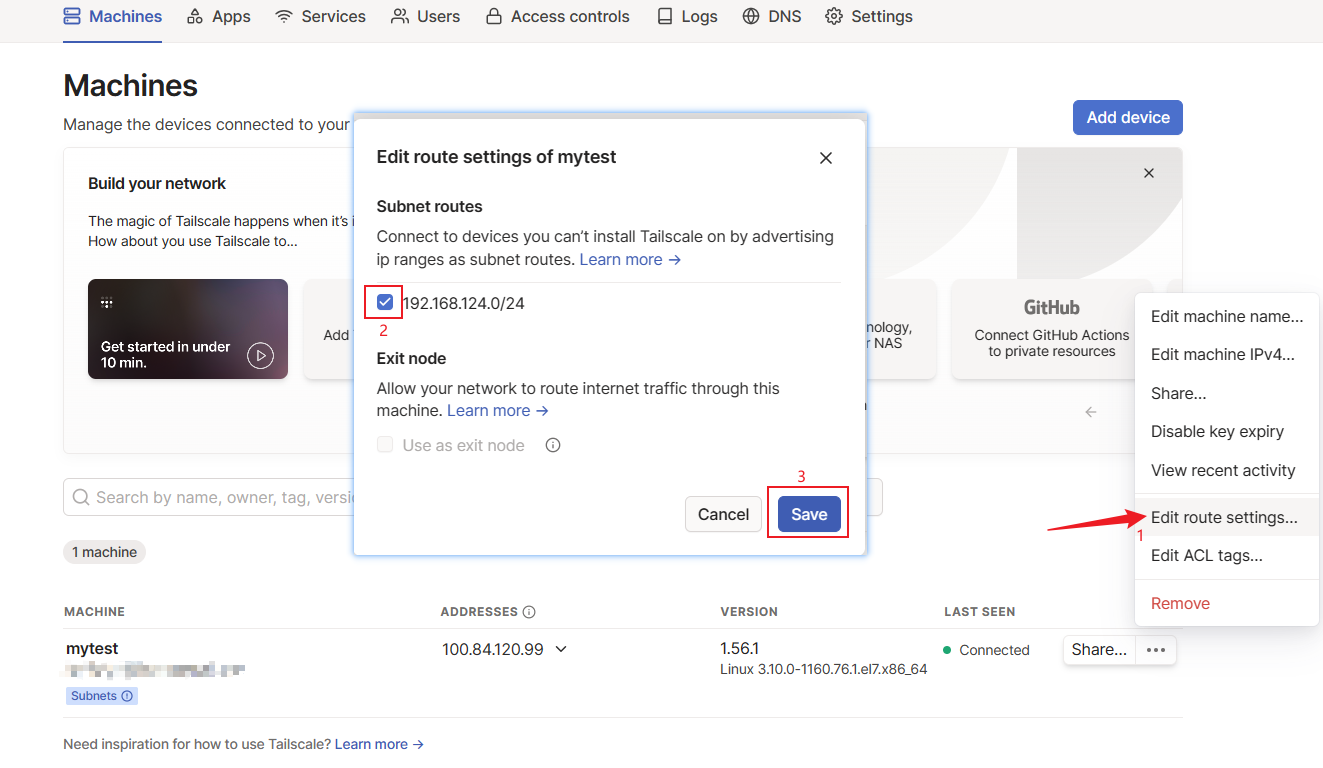 Machines Apps Services Users Access controls Logs DNS Settings
Machines
Manage the devices connected to your
Add device
Build your network
The magic of Tailscale happens when it's i
How about you use Tailscale to...
Get started in under
10 min.
Add
nology,
r NAS
GitHub
Connect GitHub Actions
to private resources
Edit route settings of mytest
Subnet routes
Connect to devices you can't install Tailscale on by advertising
ip ranges as subnet routes. Learn more →
192.168.124.0/24
2
Exit node
Allow your network to route internet traffic through this
machine. Learn more →
Use as exit node
3
Cancel Save
Edit machine name...
Edit machine IPv4...
Share...
Disable key expiry
View recent activity
Edit route settings...
1
Edit ACL tags...
Remove
Search by name, owner, tag, versi
1 machine
MACHINE ADDRESSES VERSION LAST SEEN
mytest 100.84.120.99 1.56.1 Connected Share...
Linux 3.10.0-1160.76.1.el7.x86_64
Subnets
Need inspiration for how to use Tailscale? Learn more →